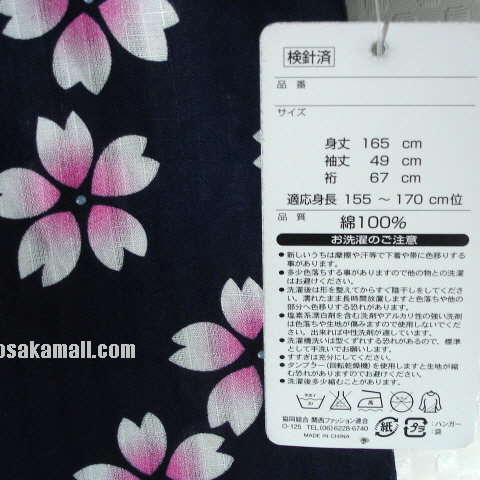 検針済
品番
サイズ
身丈 165 cm
袖丈 49 cm
裄 67 cm
適応身長 155 ～ 170 cm位
品質 綿100%
お洗濯のご注意
●新しいうちは摩擦や汗等で下着や帯に色移りする
事があります。
●多少色落ちする事がありますので他の物との洗濯
はお避けください。
●洗濯後は形を整えてからすぐ陰干しをしてくださ
い。濡れたまま長時間放置しますと色落ちや他の
部分へ色移りする恐れがあります。
●塩素系漂白剤を含む洗剤やアルカリ性の強い洗剤
は色落ちや生地が傷みますので使用しないでくだ
さい。出来れば中性洗剤が適しています。
●洗濯機洗いは型くずれする恐れがあるので、標準
として手洗いでお願いします。
●すすぎは充分にしてください。
●タンブラー（回転乾燥機）を使用しますと生地が縮
む恐れがありますのでお避けください。
●洗濯後多少縮むことがあります。
協同組合 関西ファッション連合
O-125 TEL(06)6228-6740
MADE IN CHINA
紙 プラ :ハンガー
:袋
osakamall.com